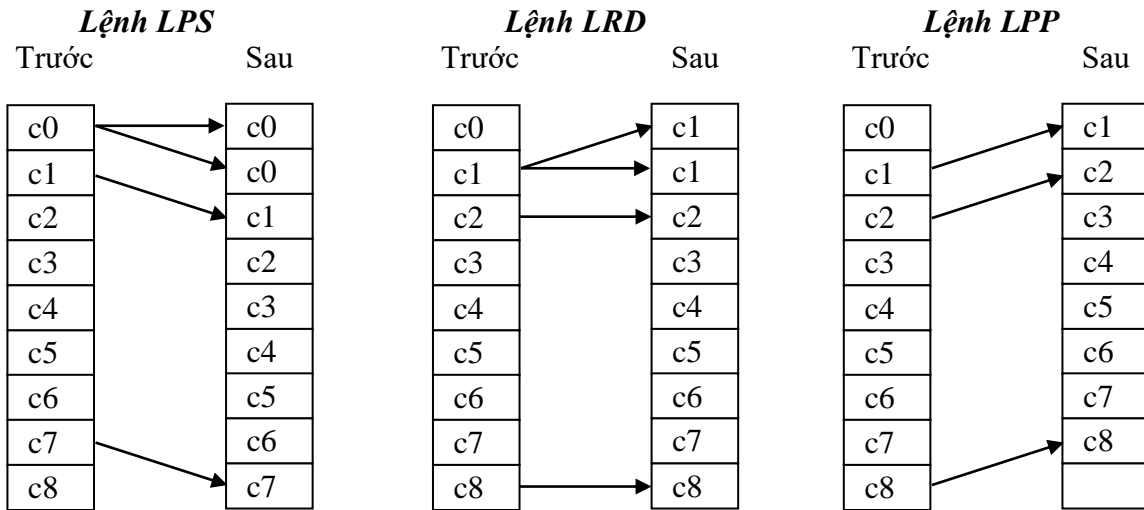 Lệnh LPS Lệnh LRD Lệnh LPP
Trước Sau Trước Sau Trước Sau
c0 c0 c0 c1 c0 c1
c1 c0 c1 c1 c1 c2
c2 c1 c2 c2 c2 c3
c3 c2 c3 c3 c3 c4
c4 c3 c4 c4 c4 c5
c5 c4 c5 c5 c5 c6
c6 c5 c6 c6 c6 c7
c7 c6 c7 c7 c7 c8
c8 c7 c8 c8 c8